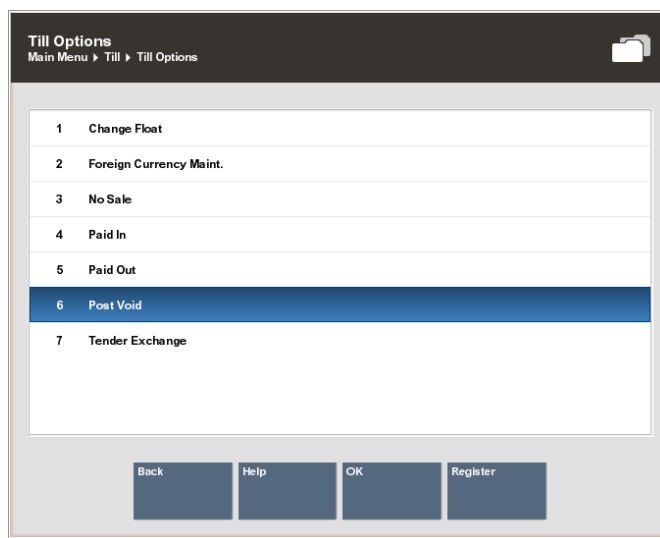 Till Options
Main Menu ▸ Till ▸ Till Options
1 Change Float
2 Foreign Currency Maint.
3 No Sale
4 Paid In
5 Paid Out
6 Post Void
7 Tender Exchange
Back Help OK Register